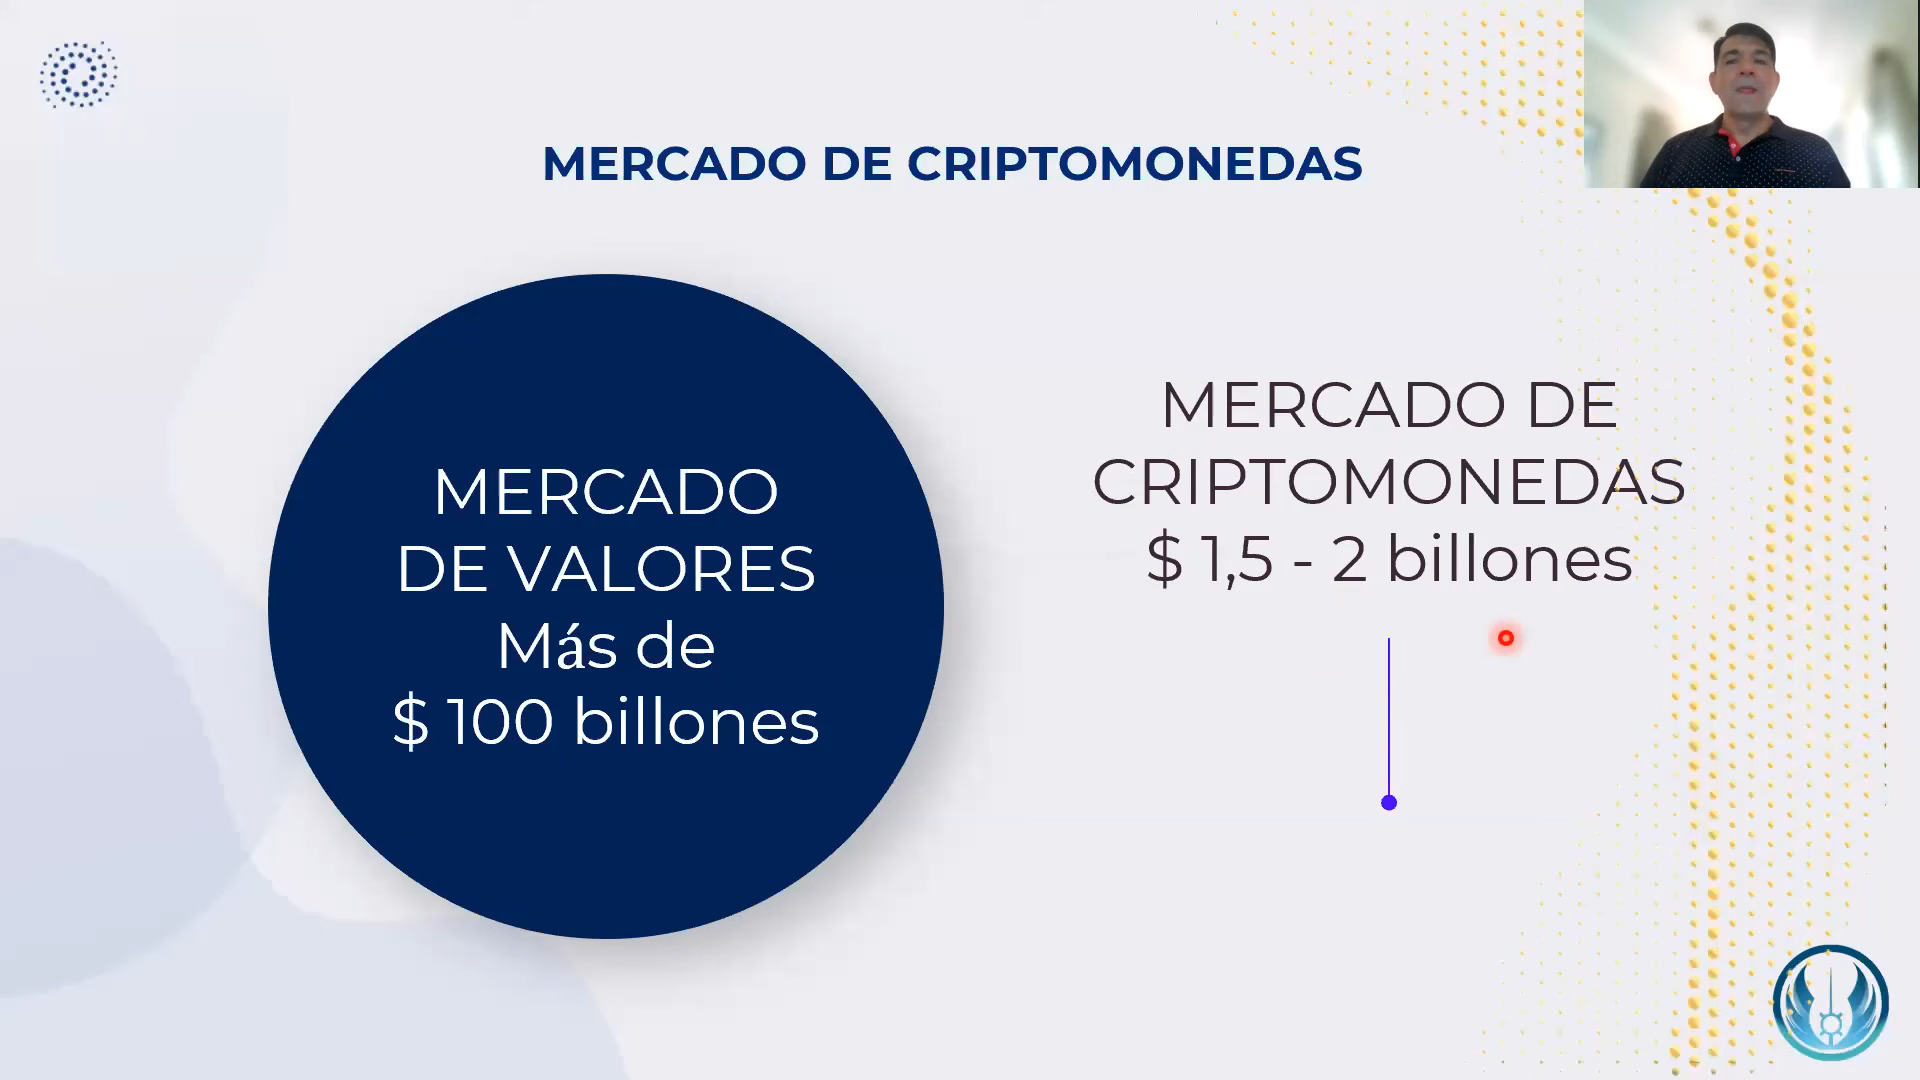 MERCADO DE CRIPTOMONEDAS
MERCADO
DE VALORES
Más de
$ 100 billones
MERCADO DE
CRIPTOMONEDAS
$ 1,5 - 2 billones